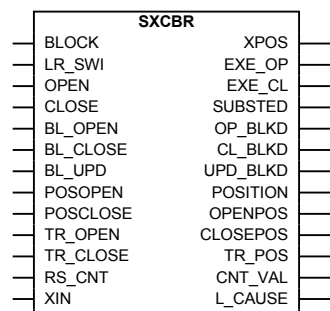 SXCBR
BLOCK XPOS
LR_SWI EXE_OP
OPEN EXE_CL
CLOSE SUBSTED
BL_OPEN OP_BLKD
BL_CLOSE CL_BLKD
BL_UPD UPD_BLKD
POSOPEN POSITION
POSCLOSE OPENPOS
TR_OPEN CLOSEPOS
TR_CLOSE TR_POS
RS_CNT CNT_VAL
XIN L_CAUSE